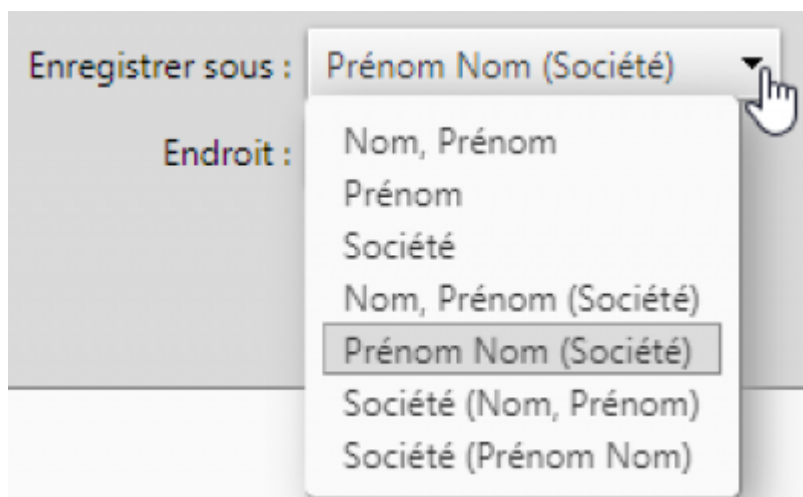 Enregistrer sous : Prénom Nom (Société)
Endroit :
Nom, Prénom
Prénom
Société
Nom, Prénom (Société)
Prénom Nom (Société)
Société (Nom, Prénom)
Société (Prénom Nom)